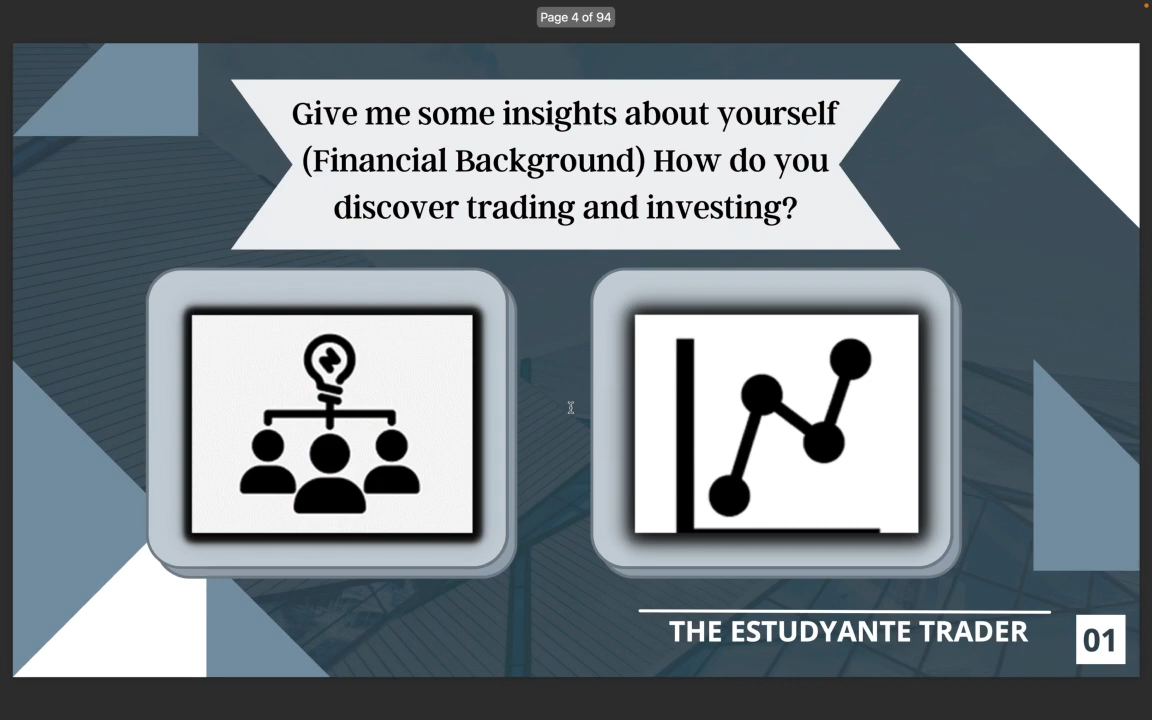 Page 4 of 94
Give me some insights about yourself
(Financial Background) How do you
discover trading and investing?
THE ESTUDYANTE TRADER
01